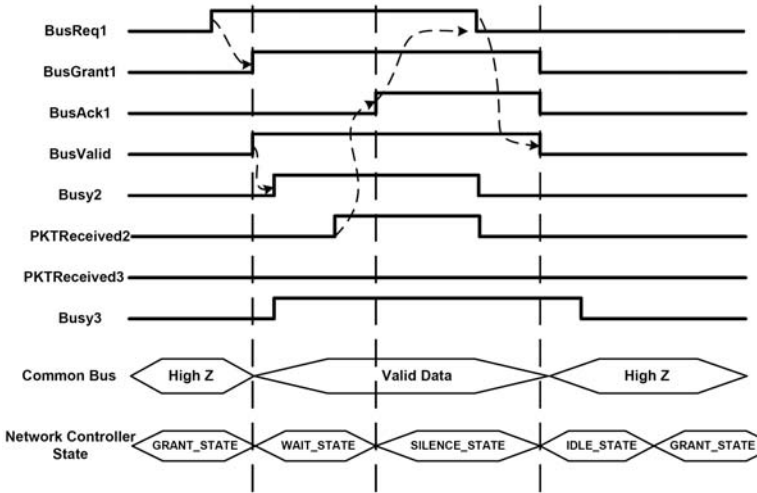 BusReq1
BusGrant1
BusAck1
BusValid
Busy2
PKTReceived2
PKTReceived3
Busy3
Common Bus High Z Valid Data High Z
Network Controller
State GRANT_STATE WAIT_STATE SILENCE_STATE IDLE_STATE GRANT_STATE